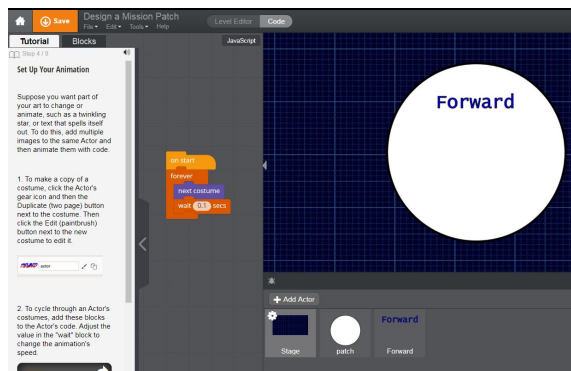 Save
Design a Mission Patch
File Edit Tools Help
Level Editor
Code
Tutorial
Blocks
JavaScript
Step 4 / 8
Set Up Your Animation
Suppose you want part of
your art to change or
animate, such as a twinkling
star, or text that spells itself
out. To do this, add multiple
images to the same Actor and
then animate them with code.
1. To make a copy of a
costume, click the Actor's
gear icon and then the
Duplicate (two page) button
next to the costume. Then
click the Edit (paintbrush)
button next to the new
costume to edit it.
actor
2. To cycle through an Actor's
costumes, add these blocks
to the Actor's code. Adjust the
value in the "wait" block to
change the animation's
speed.
on start
forever
next costume
wait 0.1 secs
Forward
+ Add Actor
Stage
patch
Forward
Forward